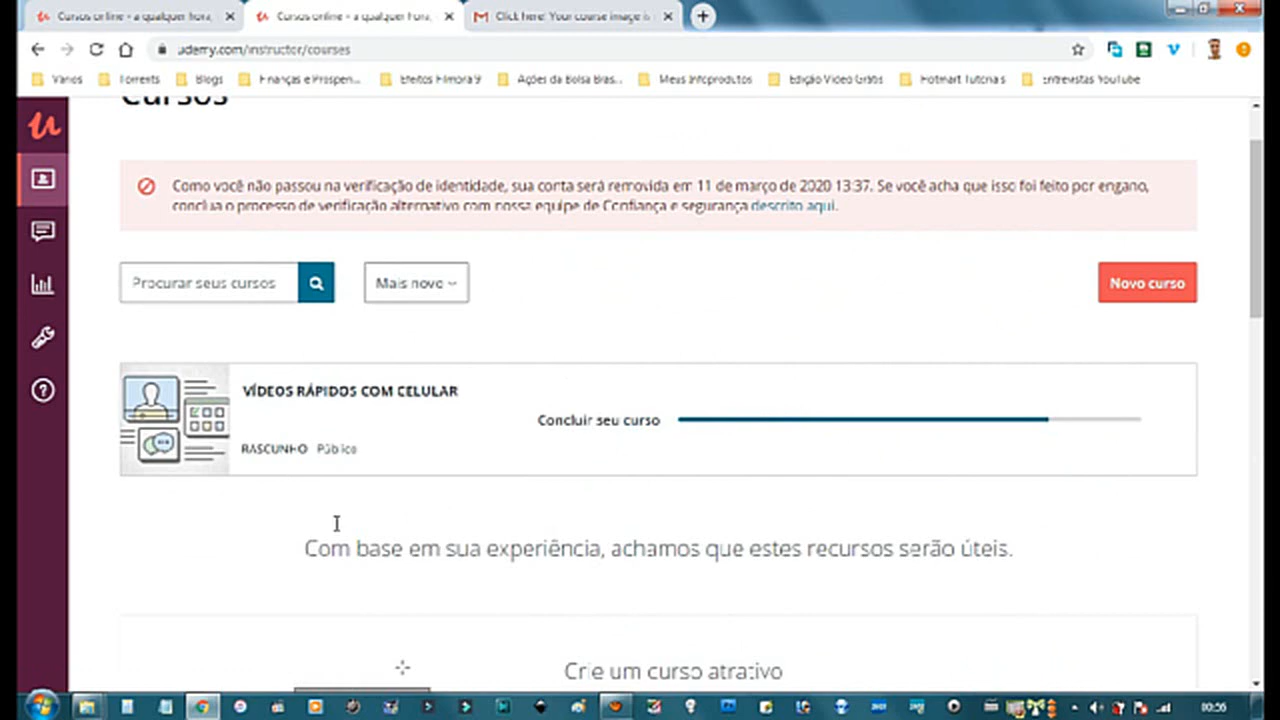 Cursos online - a qualquer hora,
Cursos online - a qualquer hora,
Click here! Your course image is
udemy.com/instructor/courses
Vários
Torrents
Blogs
Finanças e Prosperi...
Efeitos Filmora 9
Ações da Bolsa Bras...
Meus Infoprodutos
Edição Vídeo Grátis
Hotmart Tutoriais
Entrevistas YouTube
Cursos
Como você não passou na verificação de identidade, sua conta será removida em 11 de março de 2020 13:37. Se você acha que isso foi feito por engano,
conclua o processo de verificação alternativo com nossa equipe de Confiança e segurança descrito aqui.
Procurar seus cursos
Mais novo
Novo curso
VÍDEOS RÁPIDOS COM CELULAR
Concluir seu curso
RASCUNHO Público
Com base em sua experiência, achamos que estes recursos serão úteis.
Crie um curso atrativo
00:56